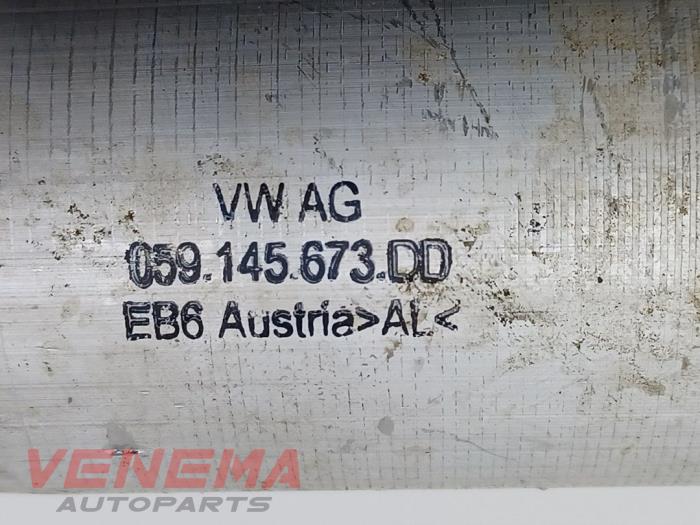 VW AG
059.145.673.DD
EB6 Austria>AL<
VENEMA
AUTOPARTS